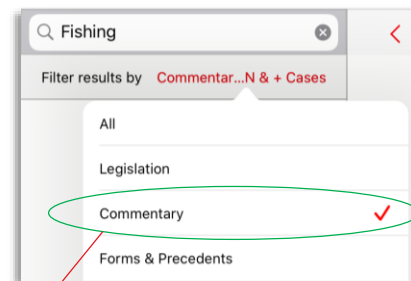 Fishing
Filter results by Commentar...N & + Cases
All
Legislation
Commentary
Forms & Precedents